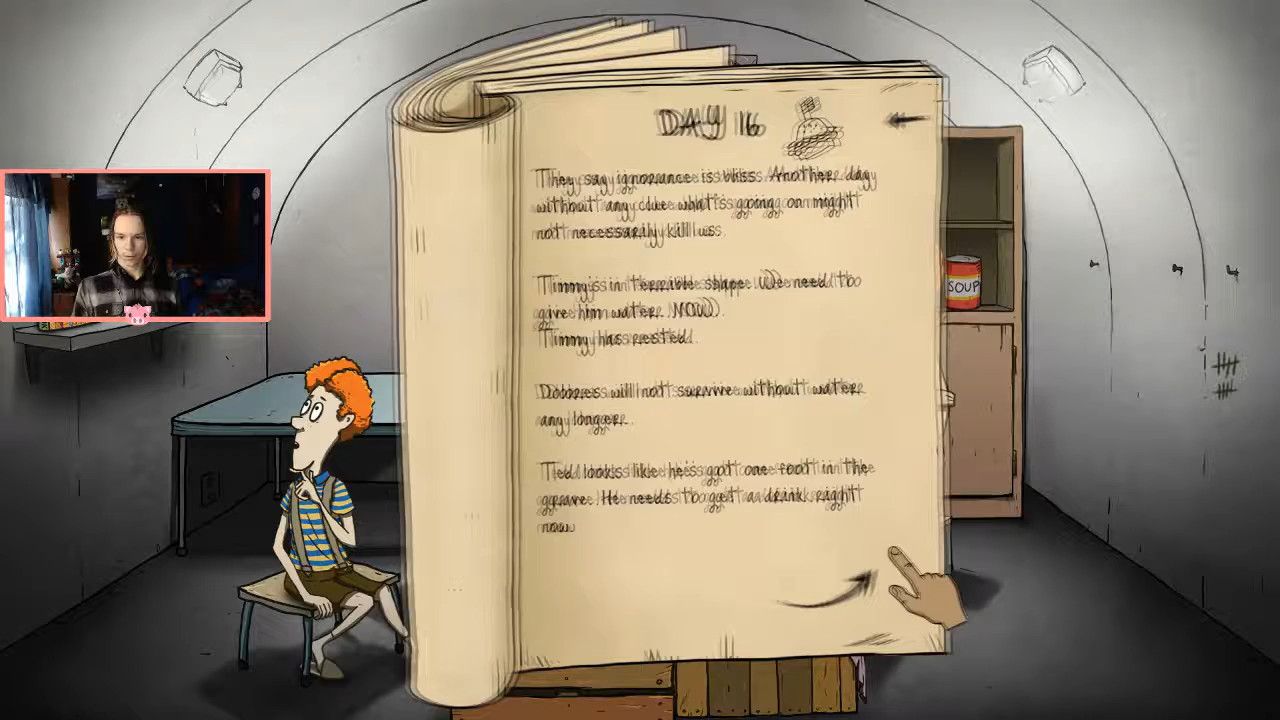 DAY 16
They say ignorance is bliss. Another day
without any clue what's going on might
not necessarily kill us.
Timmy is in terrible shape. We need to
give him water. NOW.
Timmy has rested.
Dolores will not survive without water
any longer.
Ted looks like he's got one foot in the
grave. He needs to get a drink right
now.
SOUP